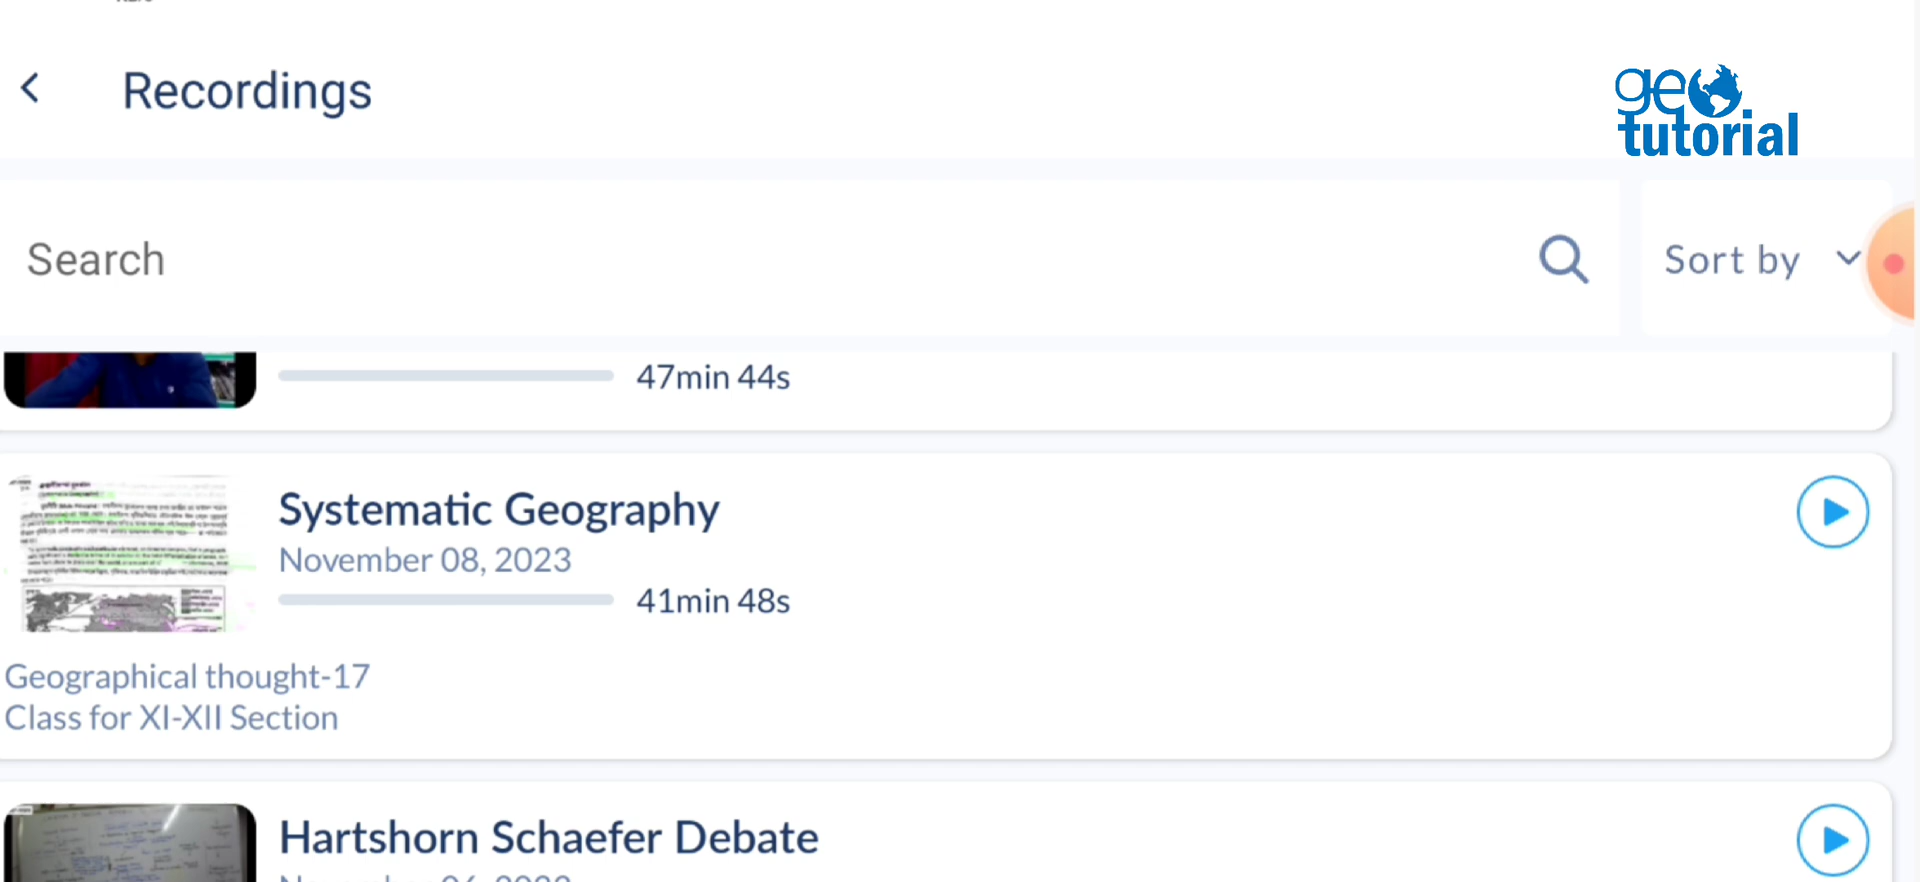 Recordings
geo
tutorial
Search
Sort by
47min 44s
Systematic Geography
November 08, 2023
41min 48s
Geographical thought-17
Class for XI-XII Section
Hartshorn Schaefer Debate